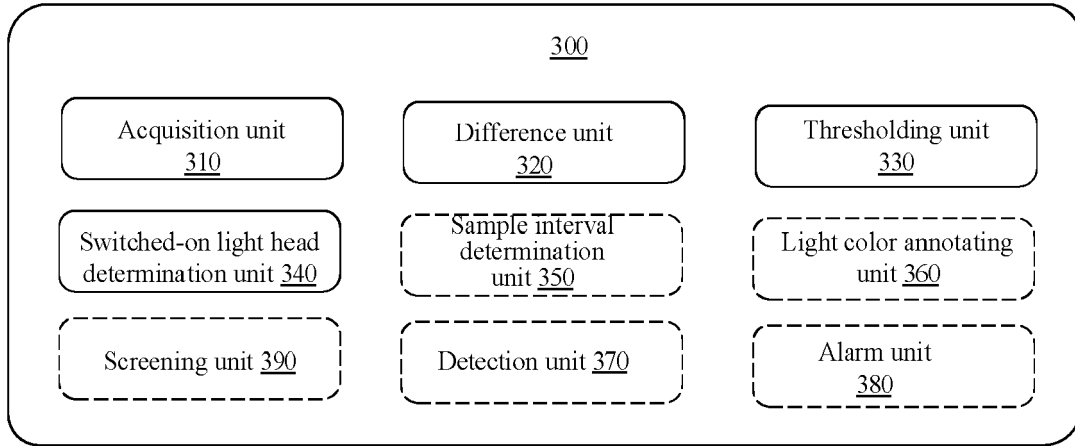 300
Acquisition unit
310
Difference unit
320
Thresholding unit
330
Switched-on light head
determination unit 340
Sample interval
determination
unit 350
Light color annotating
unit 360
Screening unit 390
Detection unit 370
Alarm unit
380